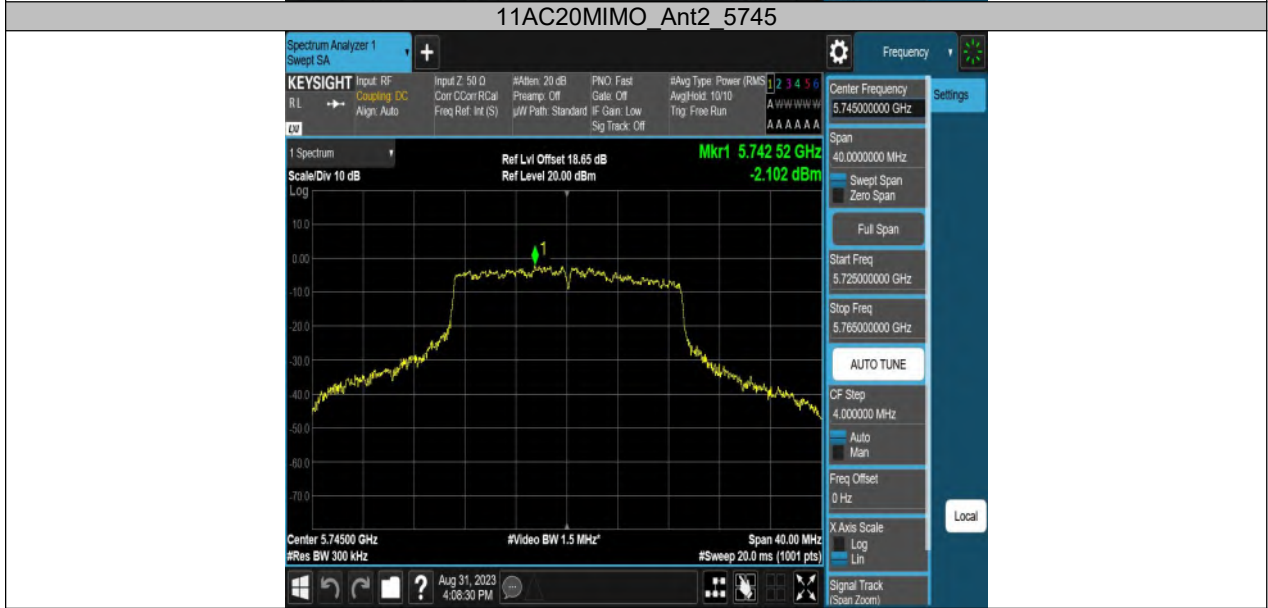 11AC20MIMO_Ant2_5745
Spectrum Analyzer 1
Swept SA
+
Frequency
KEYSIGHT
RL
LXI
Input: RF
Coupling: DC
Align: Auto
Input Z: 50 Ω
Corr CCorr RCal
Freq Ref: Int (S)
#Atten: 20 dB
Preamp: Off
µW Path: Standard
PNO: Fast
Gate: Off
IF Gain: Low
Sig Track: Off
#Avg Type: Power (RMS
Avg|Hold: 10/10
Trig: Free Run
1 2 3 4 5 6
A W W W W W
A A A A A A
Center Frequency
5.745000000 GHz
Settings
1 Spectrum
Scale/Div 10 dB
Ref Lvl Offset 18.65 dB
Ref Level 20.00 dBm
Mkr1 5.742 52 GHz
-2.102 dBm
Log
10.0
0.00
-10.0
-20.0
-30.0
-40.0
-50.0
-60.0
-70.0
1
Center 5.74500 GHz
#Res BW 300 kHz
#Video BW 1.5 MHz*
Span 40.00 MHz
#Sweep 20.0 ms (1001 pts)
Span
40.0000000 MHz
Swept Span
Zero Span
Full Span
Start Freq
5.725000000 GHz
Stop Freq
5.765000000 GHz
AUTO TUNE
CF Step
4.000000 MHz
Auto
Man
Freq Offset
0 Hz
X Axis Scale
Log
Lin
Signal Track
(Span Zoom)
Local
?
Aug 31, 2023
4:08:30 PM